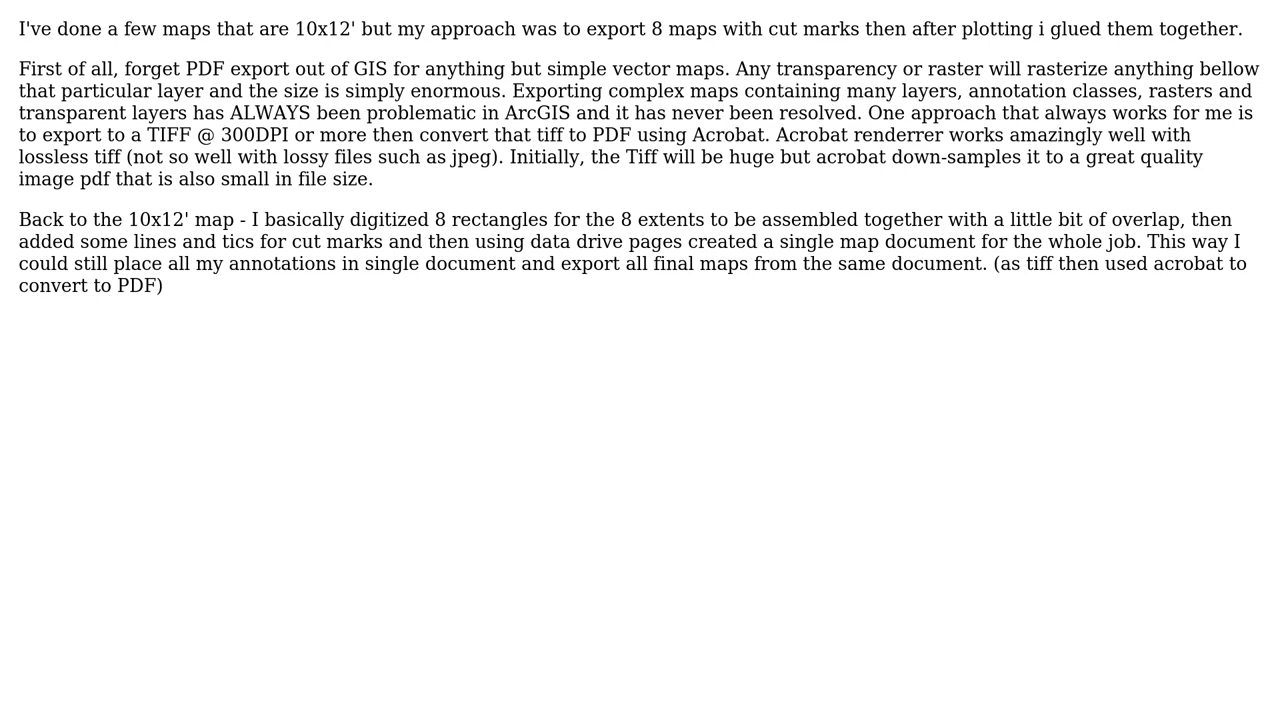 I've done a few maps that are 10x12' but my approach was to export 8 maps with cut marks then after plotting i glued them together.
First of all, forget PDF export out of GIS for anything but simple vector maps. Any transparency or raster will rasterize anything bellow
that particular layer and the size is simply enormous. Exporting complex maps containing many layers, annotation classes, rasters and
transparent layers has ALWAYS been problematic in ArcGIS and it has never been resolved. One approach that always works for me is
to export to a TIFF @ 300DPI or more then convert that tiff to PDF using Acrobat. Acrobat renderrer works amazingly well with
lossless tiff (not so well with lossy files such as jpeg). Initially, the Tiff will be huge but acrobat down-samples it to a great quality
image pdf that is also small in file size.
Back to the 10x12' map - I basically digitized 8 rectangles for the 8 extents to be assembled together with a little bit of overlap, then
added some lines and tics for cut marks and then using data drive pages created a single map document for the whole job. This way I
could still place all my annotations in single document and export all final maps from the same document. (as tiff then used acrobat to
convert to PDF)